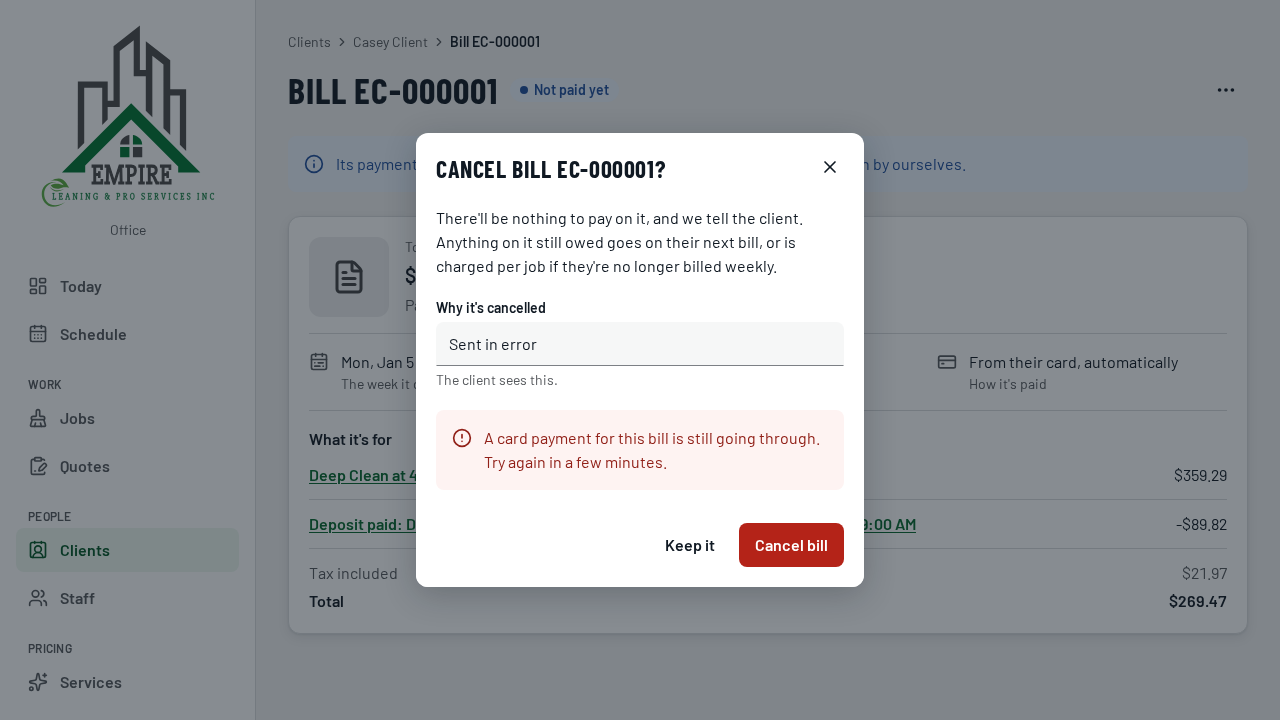 EMPIRE
LEANING & PRO SERVICES INC
Office
Today
Schedule
WORK
Jobs
Quotes
PEOPLE
Clients
Staff
PRICING
Services
Clients > Casey Client > Bill EC-000001
BILL EC-000001
Not paid yet
Its payment
by ourselves.
CANCEL BILL EC-000001?
There'll be nothing to pay on it, and we tell the client.
Anything on it still owed goes on their next bill, or is
charged per job if they're no longer billed weekly.
Why it's cancelled
Sent in error
The client sees this.
A card payment for this bill is still going through.
Try again in a few minutes.
Keep it
Cancel bill
$
Mon, Jan 5
The week it
From their card, automatically
How it's paid
What it's for
Deep Clean at 4
$359.29
Deposit paid: D
9:00 AM
-$89.82
Tax included
$21.97
Total
$269.47